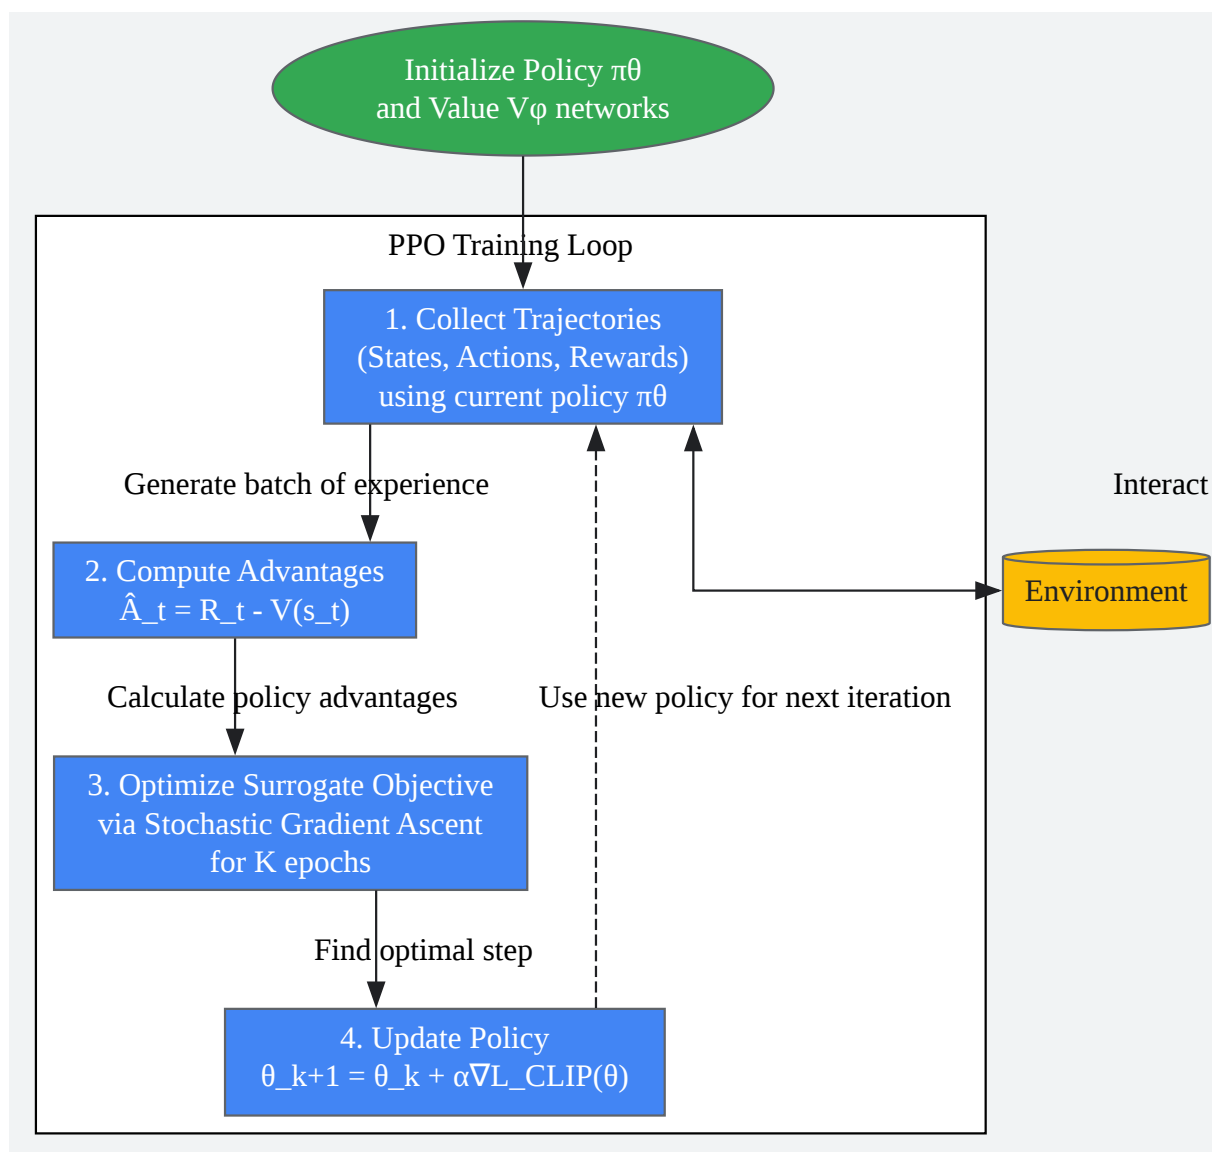 Initialize Policy πθ
and Value Vφ networks
PPO Training Loop
1. Collect Trajectories
(States, Actions, Rewards)
using current policy πθ
Generate batch of experience
Interact
2. Compute Advantages
Â_t = R_t - V(s_t)
Environment
Calculate policy advantages
Use new policy for next iteration
3. Optimize Surrogate Objective
via Stochastic Gradient Ascent
for K epochs
Find optimal step
4. Update Policy
θ_k+1 = θ_k + α∇L_CLIP(θ)